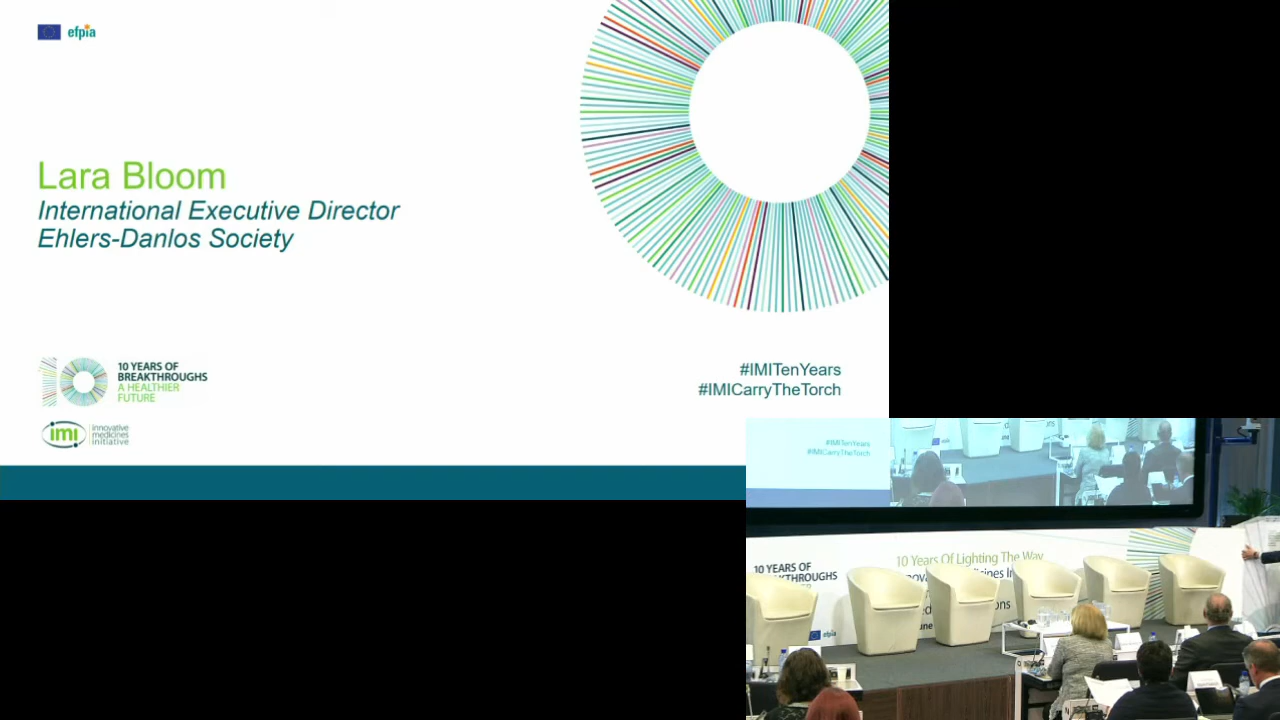 efpia
Lara Bloom
International Executive Director
Ehlers-Danlos Society
10 YEARS OF
BREAKTHROUGHS
A HEALTHIER
FUTURE
imi
innovative
medicines
initiative
#IMITenYears
#IMICarryTheTorch
#IMITenYears
#IMICarryTheTorch
10 YEARS OF
10 Years Of Lighting The Way
efpia